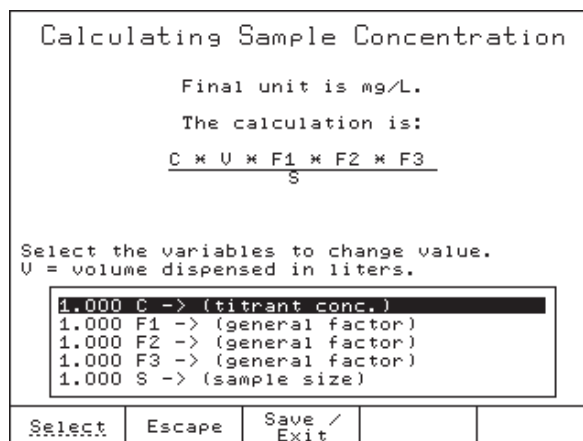 Calculating Sample Concentration
Final unit is mg/L.
The calculation is:
C * V * F1 * F2 * F3
S
Select the variables to change value.
V = volume dispensed in liters.
1.000 C -> (titrant conc.)
1.000 F1 -> (general factor)
1.000 F2 -> (general factor)
1.000 F3 -> (general factor)
1.000 S -> (sample size)
Select Escape Save / Exit